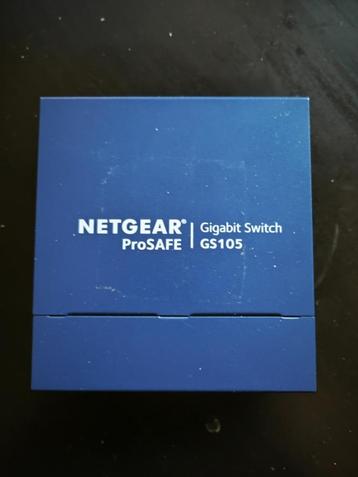 NETGEAR® | Gigabit Switch
ProSAFE | GS105